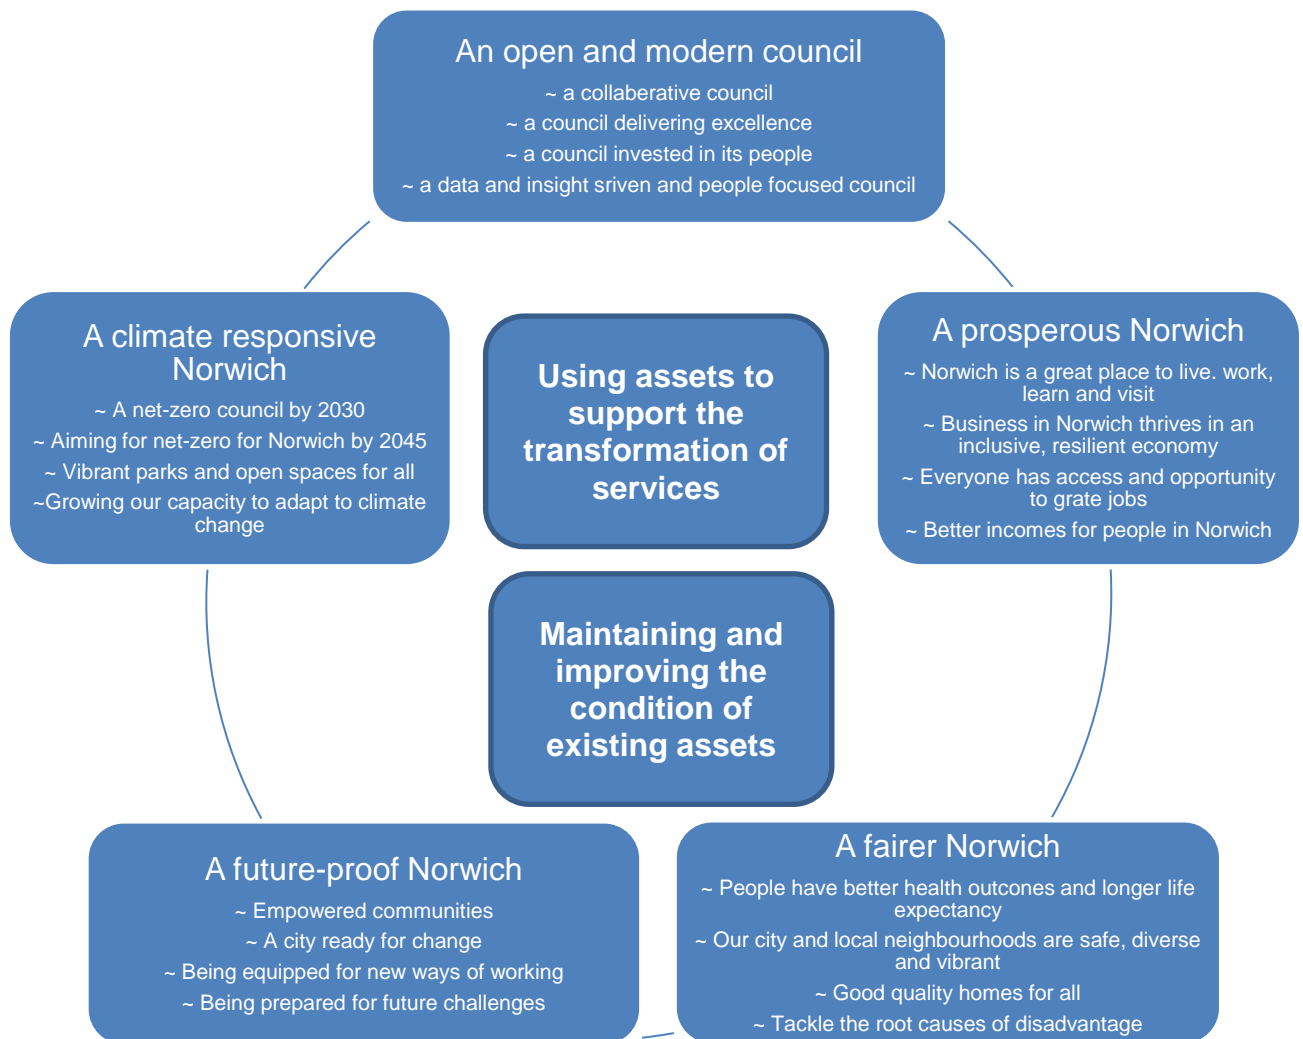 An open and modern council
~ a collaberative council
~ a council delivering excellence
~ a council invested in its people
~ a data and insight sriven and people focused council
A climate responsive
Norwich
~ A net-zero council by 2030
~ Aiming for net-zero for Norwich by 2045
~ Vibrant parks and open spaces for all
~Growing our capacity to adapt to climate
change
Using assets to
support the
transformation of
services
A prosperous Norwich
~ Norwich is a great place to live. work,
learn and visit
~ Business in Norwich thrives in an
inclusive, resilient economy
~ Everyone has access and opportunity
to grate jobs
~ Better incomes for people in Norwich
Maintaining and
improving the
condition of
existing assets
A future-proof Norwich
~ Empowered communities
~ A city ready for change
~ Being equipped for new ways of working
~ Being prepared for future challenges
A fairer Norwich
~ People have better health outcones and longer life
expectancy
~ Our city and local neighbourhoods are safe, diverse
and vibrant
~ Good quality homes for all
~ Tackle the root causes of disadvantage